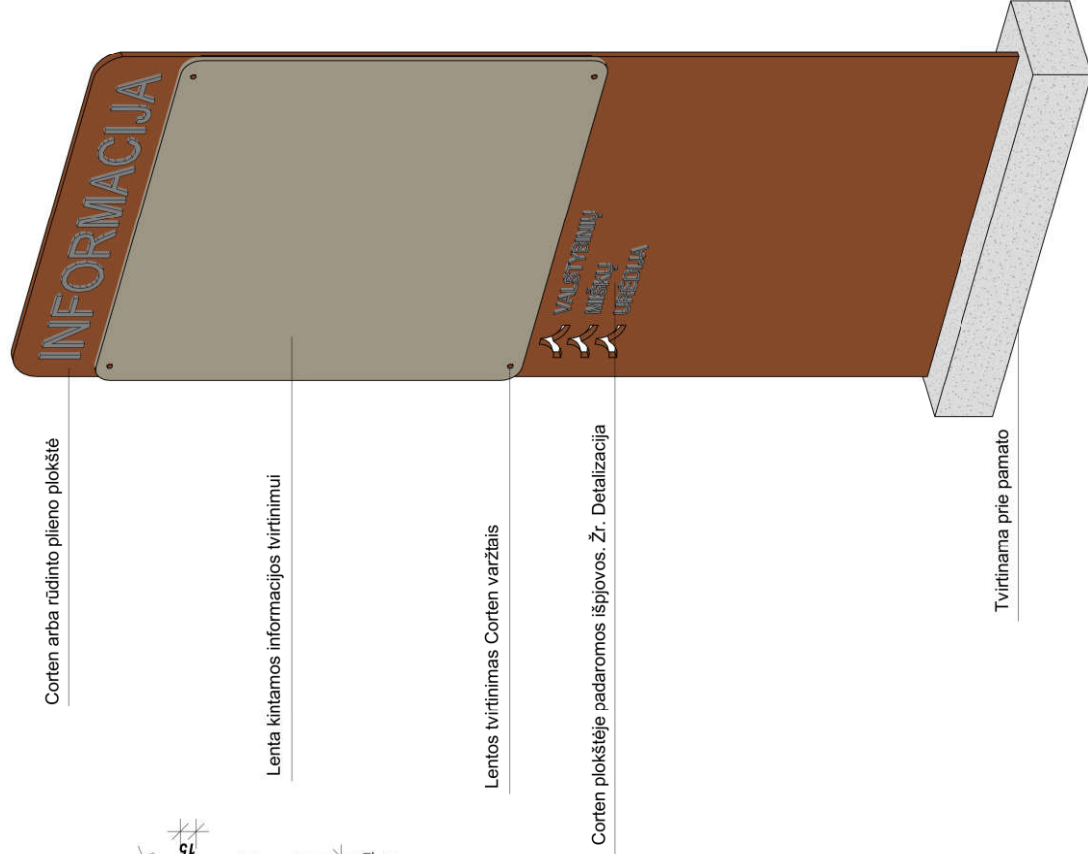 INFORMACIJA
VALSTYBINIŲ
MIŠKŲ
URĖDIJA
Corten arba rūdinto plieno plokštė
Lenta kintamos informacijos tvirtinimui
Lentos tvirtinimas Corten varžtais
Corten plokštėje padaromos išpjovos. Žr. Detalizacija
Tvirtinama prie pamato
15